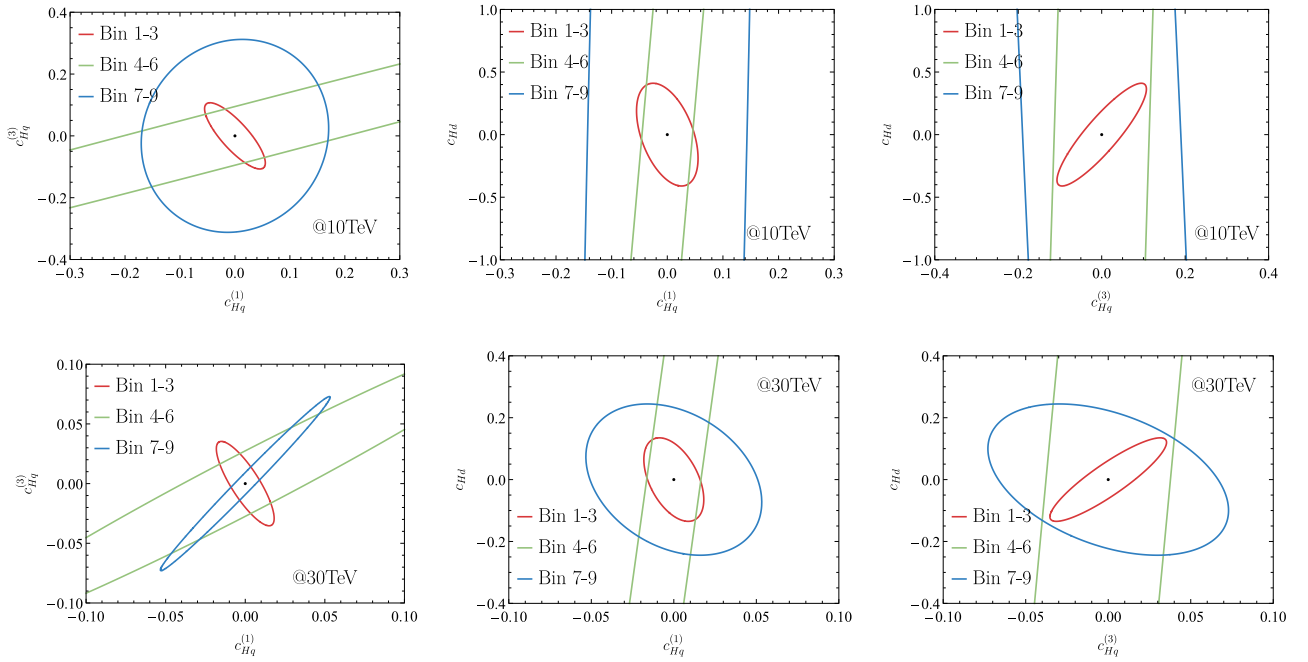 Bin 1-3
Bin 4-6
Bin 7-9
@10TeV
0.4
0.2
0.0
−0.2
−0.4
−0.3 −0.2 −0.1 0.0 0.1 0.2 0.3
c_{Hq}^{(3)}
c_{Hq}^{(1)}
Bin 1-3
Bin 4-6
Bin 7-9
@10TeV
1.0
0.5
0.0
−0.5
−1.0
−0.3 −0.2 −0.1 0.0 0.1 0.2 0.3
c_{Hd}
c_{Hq}^{(1)}
Bin 1-3
Bin 4-6
Bin 7-9
@10TeV
1.0
0.5
0.0
−0.5
−1.0
−0.4 −0.2 0.0 0.2 0.4
c_{Hd}
c_{Hq}^{(3)}
Bin 1-3
Bin 4-6
Bin 7-9
@30TeV
0.10
0.05
0.00
−0.05
−0.10
−0.10 −0.05 0.00 0.05 0.10
c_{Hq}^{(3)}
c_{Hq}^{(1)}
@30TeV
Bin 1-3
Bin 4-6
Bin 7-9
0.4
0.2
0.0
−0.2
−0.4
−0.10 −0.05 0.00 0.05 0.10
c_{Hd}
c_{Hq}^{(1)}
@30TeV
Bin 1-3
Bin 4-6
Bin 7-9
0.4
0.2
0.0
−0.2
−0.4
−0.10 −0.05 0.00 0.05 0.10
c_{Hd}
c_{Hq}^{(3)}